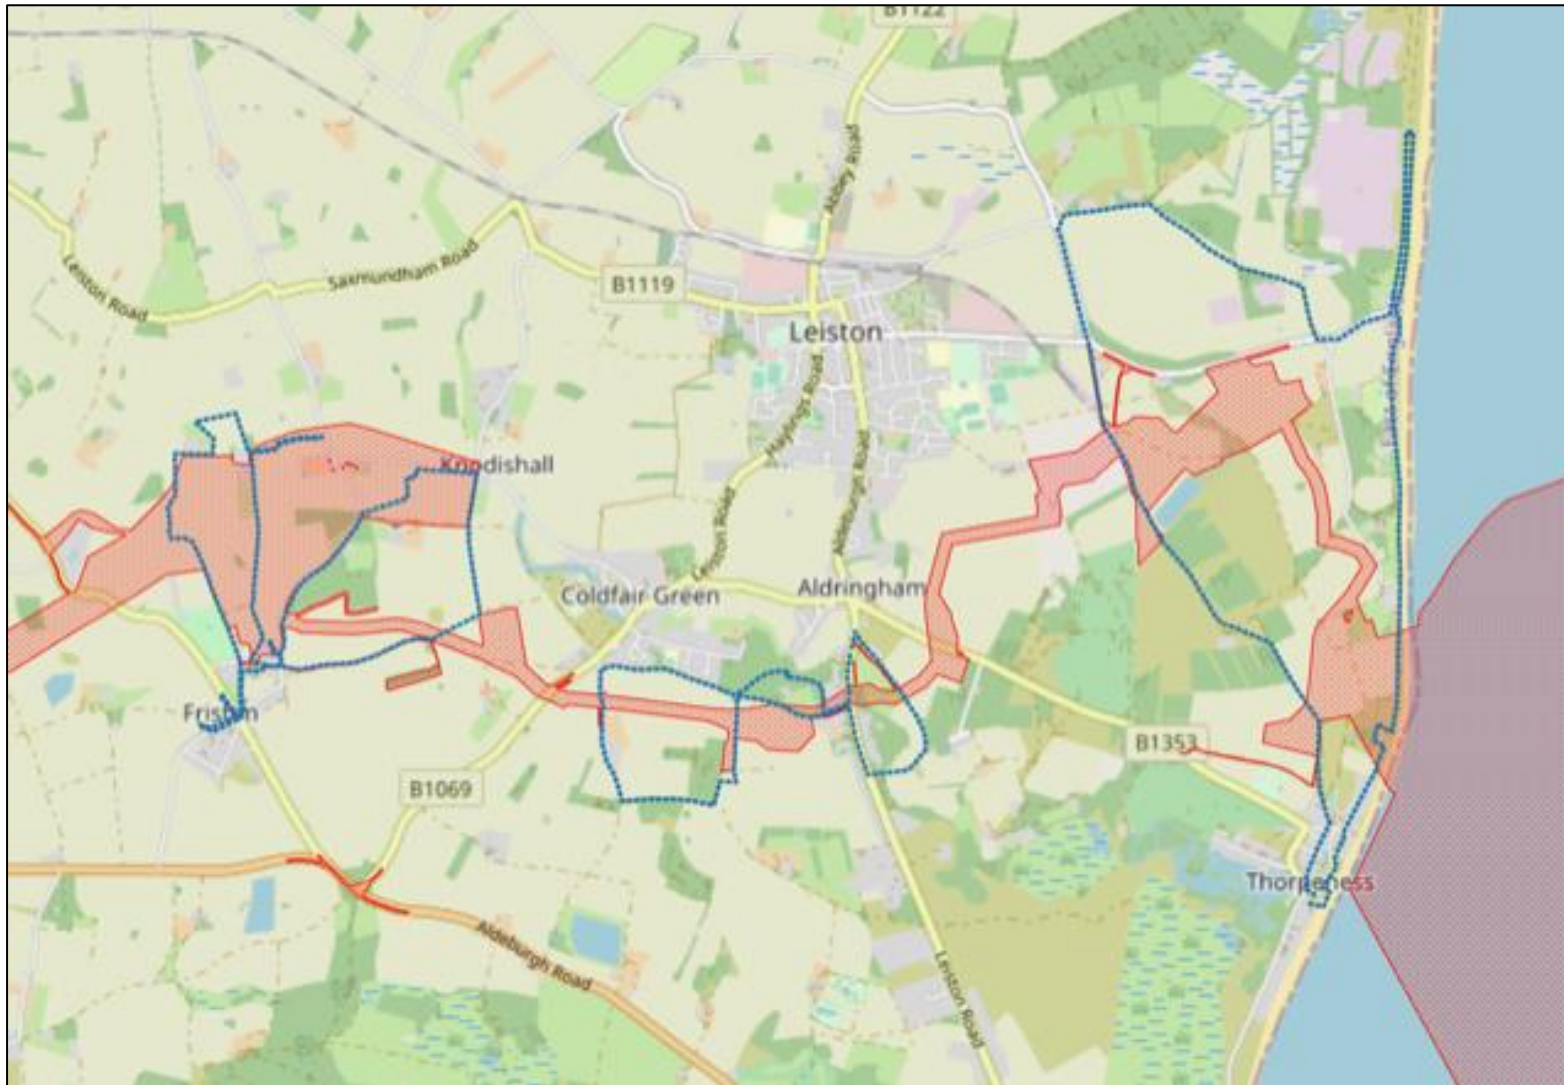 B1122
Abbey Road
Leiston Road
Saxmundham Road
B1119
Leiston
Haylings Road
Knodishall
Leiston Road
Aldeburgh Road
Coldfair Green
Aldringham
Friston
B1353
B1069
Thorpeness
Aldeburgh Road
Leiston Road